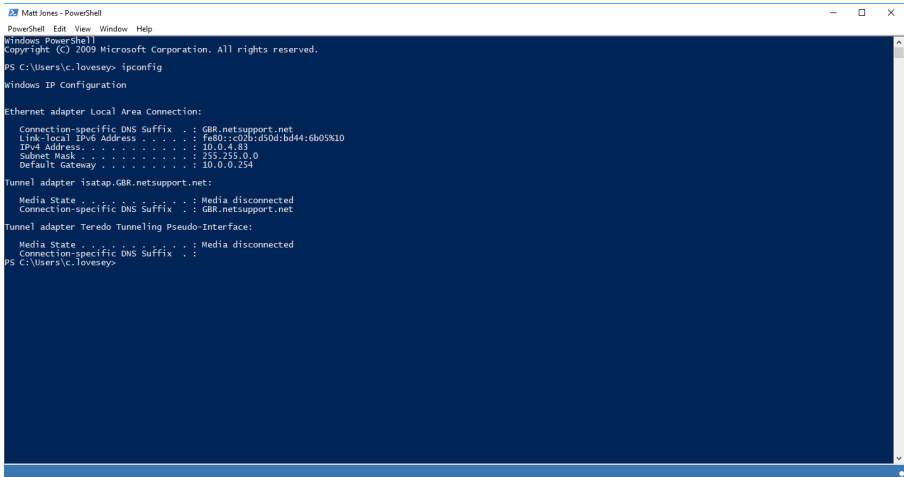 Matt Jones - PowerShell
PowerShell Edit View Window Help
Windows PowerShell
Copyright (C) 2009 Microsoft Corporation. All rights reserved.
PS C:\Users\c.lovesey> ipconfig
Windows IP Configuration
Ethernet adapter Local Area Connection:
Connection-specific DNS Suffix . : GBR.netsupport.net
Link-local IPv6 Address . . . . . : fe80::c02b:d50d:bd44:6b05%10
IPv4 Address. . . . . . . . . . . : 10.0.4.83
Subnet Mask . . . . . . . . . . . : 255.255.0.0
Default Gateway . . . . . . . . . : 10.0.0.254
Tunnel adapter isatap.GBR.netsupport.net:
Media State . . . . . . . . . . . : Media disconnected
Connection-specific DNS Suffix . : GBR.netsupport.net
Tunnel adapter Teredo Tunneling Pseudo-Interface:
Media State . . . . . . . . . . . : Media disconnected
Connection-specific DNS Suffix . :
PS C:\Users\c.lovesey>